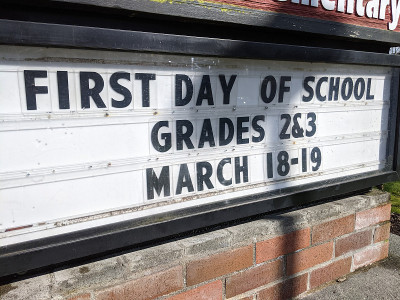 FIRST DAY OF SCHOOL
GRADES 2&3
MARCH 18-19